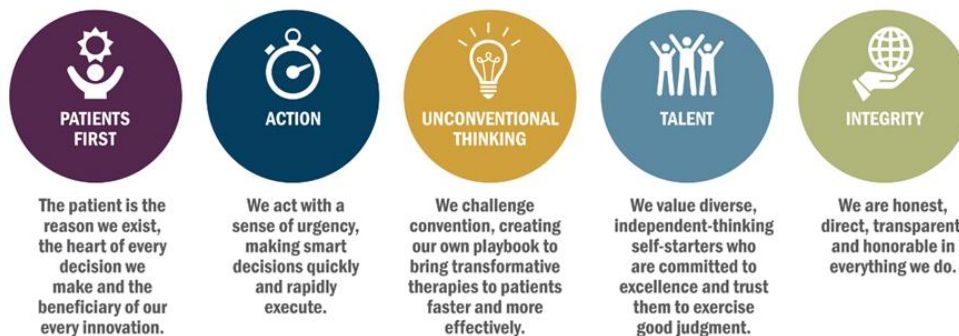 PATIENTS
FIRST
The patient is the
reason we exist,
the heart of every
decision we
make and the
beneficiary of our
every innovation.
ACTION
We act with a
sense of urgency,
making smart
decisions quickly
and rapidly
execute.
UNCONVENTIONAL
THINKING
We challenge
convention, creating
our own playbook to
bring transformative
therapies to patients
faster and more
effectively.
TALENT
We value diverse,
independent-thinking
self-starters who
are committed to
excellence and trust
them to exercise
good judgment.
INTEGRITY
We are honest,
direct, transparent
and honorable in
everything we do.